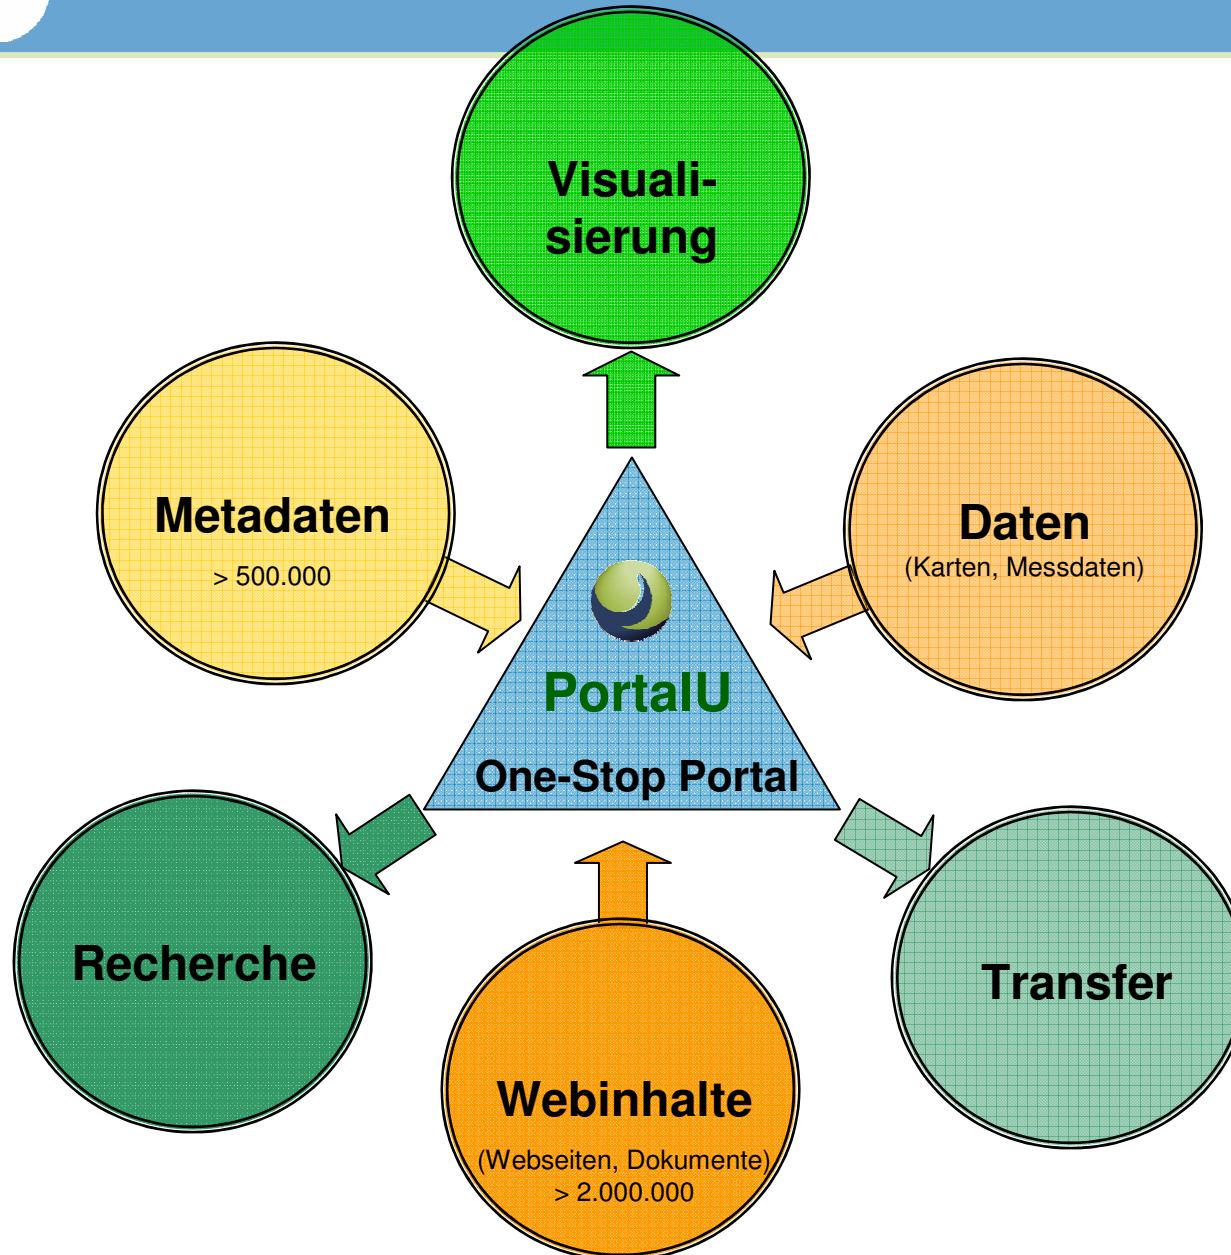 Visuali-
sierung
Metadaten
> 500.000
Daten
(Karten, Messdaten)
PortalU
One-Stop Portal
Recherche
Transfer
Webinhalte
(Webseiten, Dokumente)
> 2.000.000